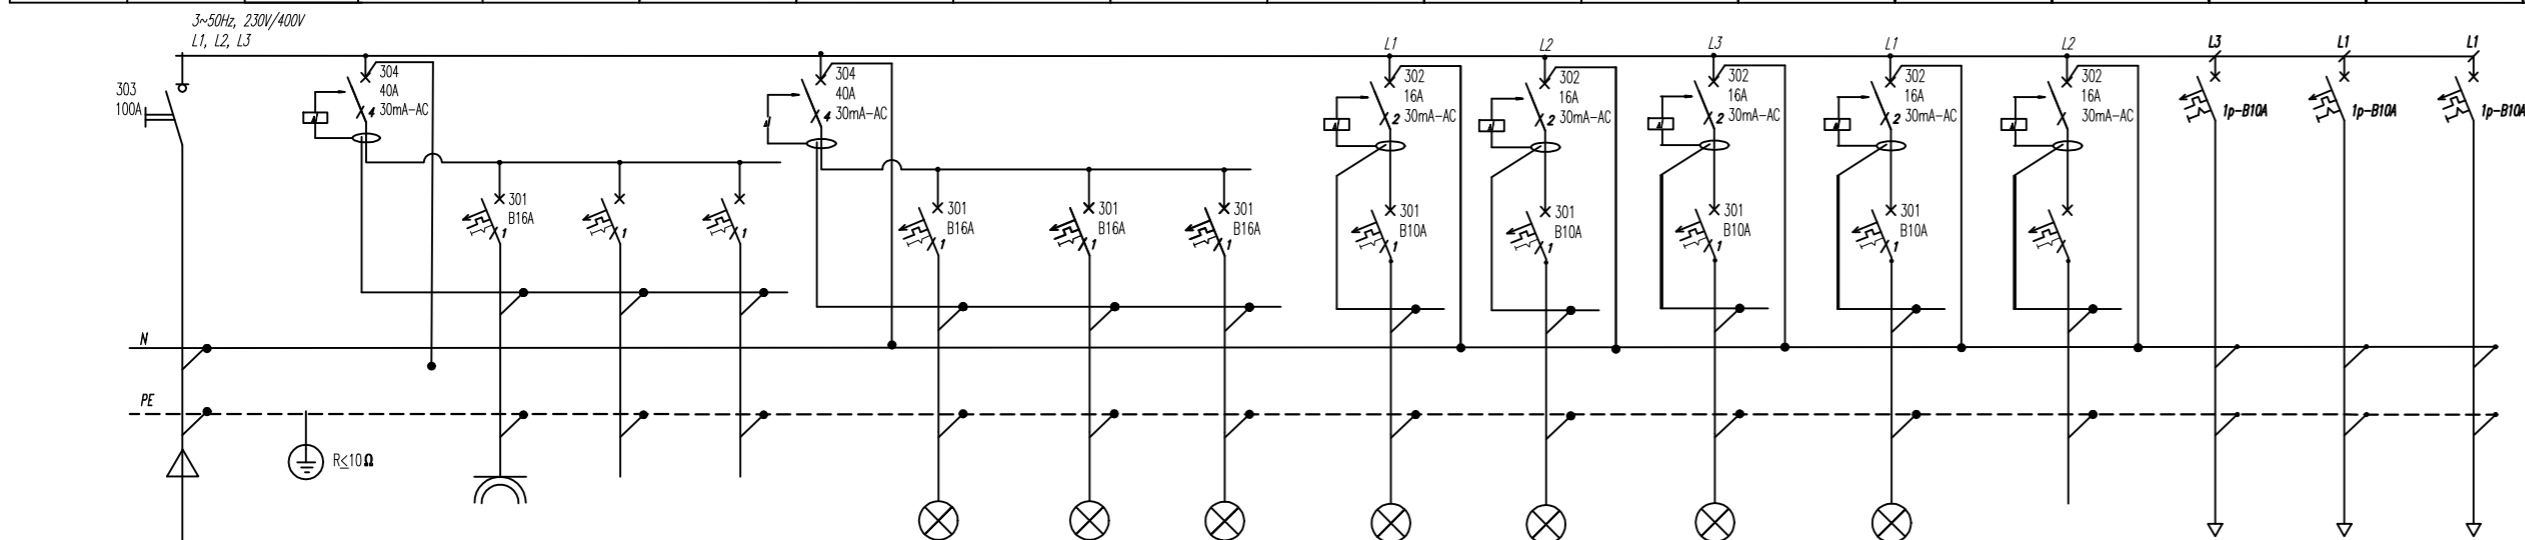 3~50Hz, 230V/400V
L1, L2, L3
303
100A
304
40A
30mA-AC
4
304
40A
30mA-AC
4
L1
302
16A
30mA-AC
2
L2
302
16A
30mA-AC
2
L3
302
16A
30mA-AC
2
L1
302
16A
30mA-AC
2
L2
302
16A
30mA-AC
L3
1p-B10A
L1
1p-B10A
L1
1p-B10A
301
B16A
1
1
1
301
B16A
1
301
B16A
1
301
B16A
1
301
B10A
1
301
B10A
1
301
B10A
1
301
B10A
1
N
PE
R≤10Ω